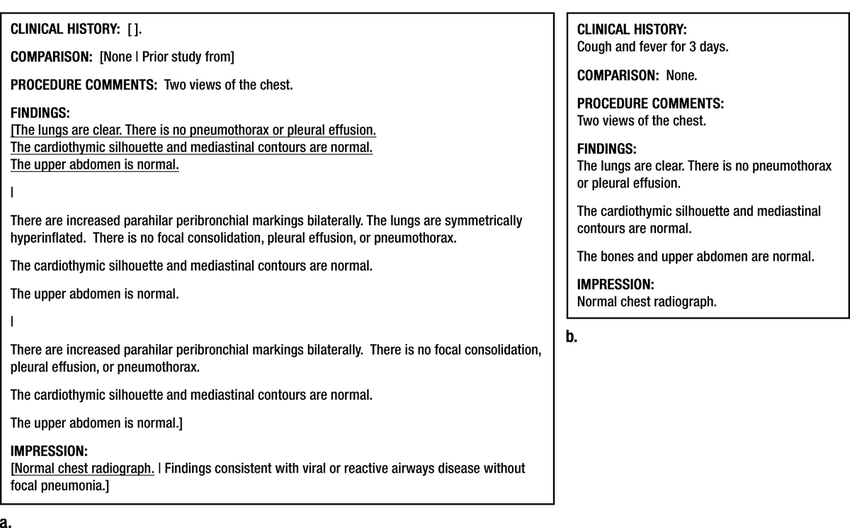 CLINICAL HISTORY: [ ].
COMPARISON: [None | Prior study from]
PROCEDURE COMMENTS: Two views of the chest.
FINDINGS:
[The lungs are clear. There is no pneumothorax or pleural effusion.
The cardiothymic silhouette and mediastinal contours are normal.
The upper abdomen is normal.
|
There are increased parahilar peribronchial markings bilaterally. The lungs are symmetrically
hyperinflated. There is no focal consolidation, pleural effusion, or pneumothorax.
The cardiothymic silhouette and mediastinal contours are normal.
The upper abdomen is normal.
|
There are increased parahilar peribronchial markings bilaterally. There is no focal consolidation,
pleural effusion, or pneumothorax.
The cardiothymic silhouette and mediastinal contours are normal.
The upper abdomen is normal.]
IMPRESSION:
[Normal chest radiograph. | Findings consistent with viral or reactive airways disease without
focal pneumonia.]
a.
CLINICAL HISTORY:
Cough and fever for 3 days.
COMPARISON: None.
PROCEDURE COMMENTS:
Two views of the chest.
FINDINGS:
The lungs are clear. There is no pneumothorax
or pleural effusion.
The cardiothymic silhouette and mediastinal
contours are normal.
The bones and upper abdomen are normal.
IMPRESSION:
Normal chest radiograph.
b.